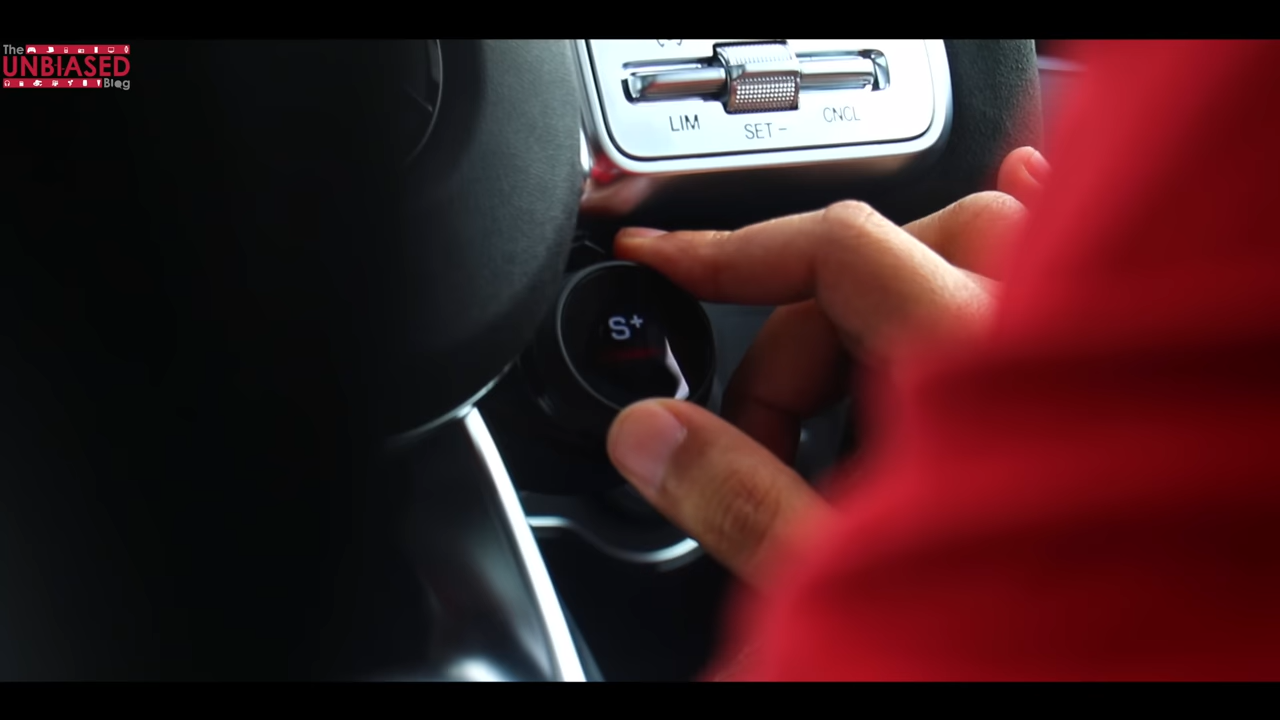 The
UNBIASED
Blog
LIM
SET –
CNCL
S+